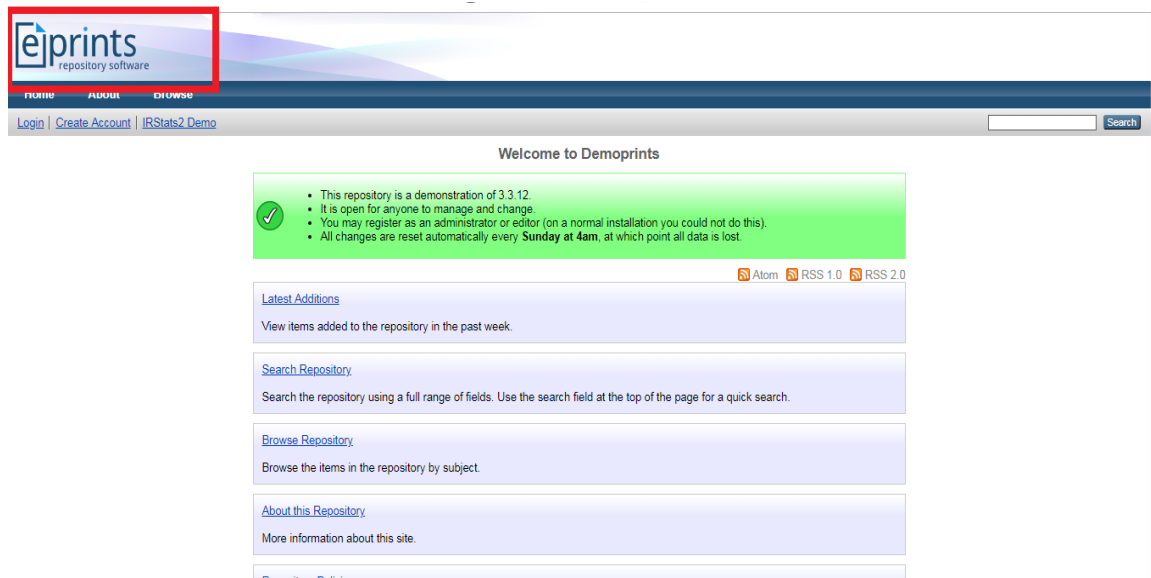 eprints
repository software
Home About Browse
Login | Create Account | IRStats2 Demo Search
Welcome to Demoprints
• This repository is a demonstration of 3.3.12.
• It is open for anyone to manage and change.
• You may register as an administrator or editor (on a normal installation you could not do this).
• All changes are reset automatically every Sunday at 4am, at which point all data is lost.
Atom RSS 1.0 RSS 2.0
Latest Additions
View items added to the repository in the past week.
Search Repository
Search the repository using a full range of fields. Use the search field at the top of the page for a quick search.
Browse Repository
Browse the items in the repository by subject.
About this Repository
More information about this site.